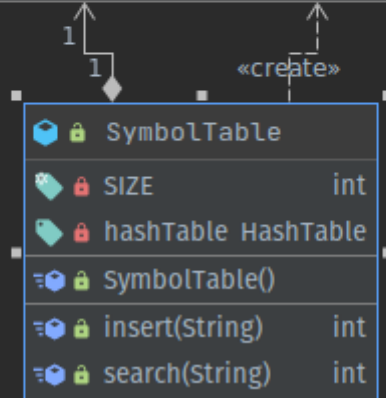 1
1
«create»
SymbolTable
SIZE int
hashTable HashTable
SymbolTable()
insert(String) int
search(String) int